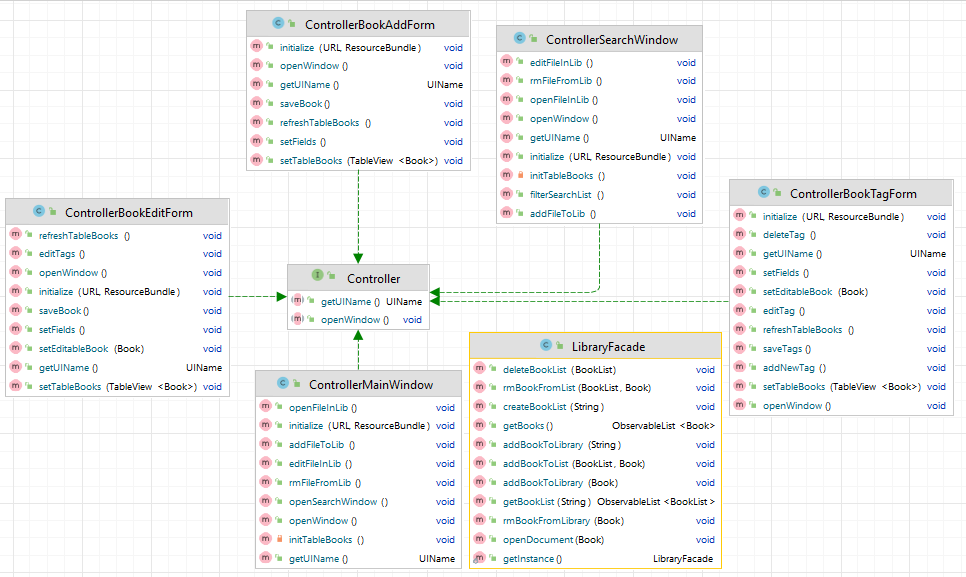 ControllerBookAddForm
initialize (URL ResourceBundle) void
openWindow () void
getUIName () UIName
saveBook () void
refreshTableBooks () void
setFields () void
setTableBooks (TableView <Book>) void
ControllerSearchWindow
editFileInLib () void
rmFileFromLib () void
openFileInLib () void
openWindow () void
getUIName () UIName
initialize (URL ResourceBundle) void
initTableBooks () void
filterSearchList () void
addFileToLib () void
ControllerBookEditForm
refreshTableBooks () void
editTags () void
openWindow () void
initialize (URL ResourceBundle) void
saveBook () void
setFields () void
setEditableBook (Book) void
getUIName () UIName
setTableBooks (TableView <Book>) void
Controller
getUIName () UIName
openWindow () void
ControllerBookTagForm
initialize (URL ResourceBundle) void
deleteTag () void
getUIName () UIName
setFields () void
setEditableBook (Book) void
editTag () void
refreshTableBooks () void
saveTags () void
addNewTag () void
setTableBooks (TableView <Book>) void
openWindow () void
ControllerMainWindow
openFileInLib () void
initialize (URL ResourceBundle) void
addFileToLib () void
editFileInLib () void
rmFileFromLib () void
openSearchWindow () void
openWindow () void
initTableBooks () void
getUIName () UIName
LibraryFacade
deleteBookList (BookList) void
rmBookFromList (BookList, Book) void
createBookList (String) void
getBooks () ObservableList <Book>
addBookToLibrary (String) void
addBookToList (BookList, Book) void
addBookToLibrary (Book) void
getBookList (String) ObservableList <BookList>
rmBookFromLibrary (Book) void
openDocument (Book) void
getInstance () LibraryFacade